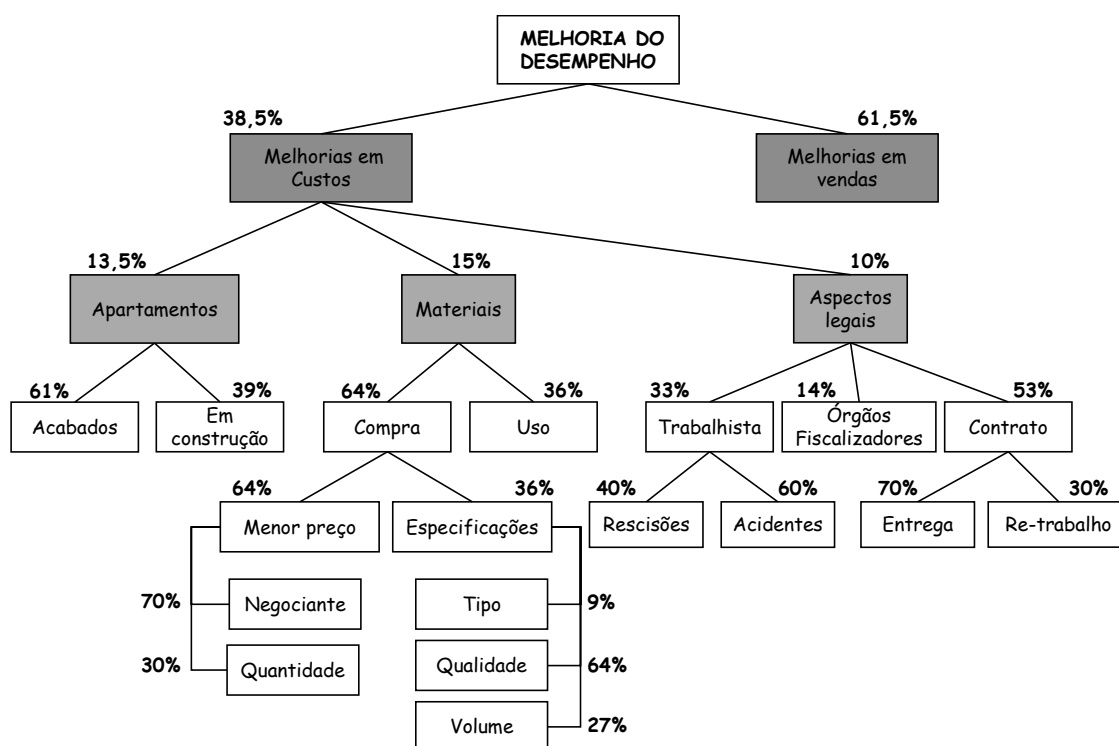 MELHORIA DO
DESEMPENHO
38,5%
61,5%
Melhorias em
Custos
Melhorias em
vendas
13,5%
15%
10%
Apartamentos
Materiais
Aspectos
legais
61%
39%
64%
36%
33%
14%
53%
Acabados
Em
construção
Compra
Uso
Trabalhista
Órgãos
Fiscalizadores
Contrato
64%
36%
40%
60%
70%
30%
Menor preço
Especificações
Rescisões
Acidentes
Entrega
Re-trabalho
70%
Negociante
Tipo
9%
30%
Quantidade
Qualidade
64%
Volume
27%